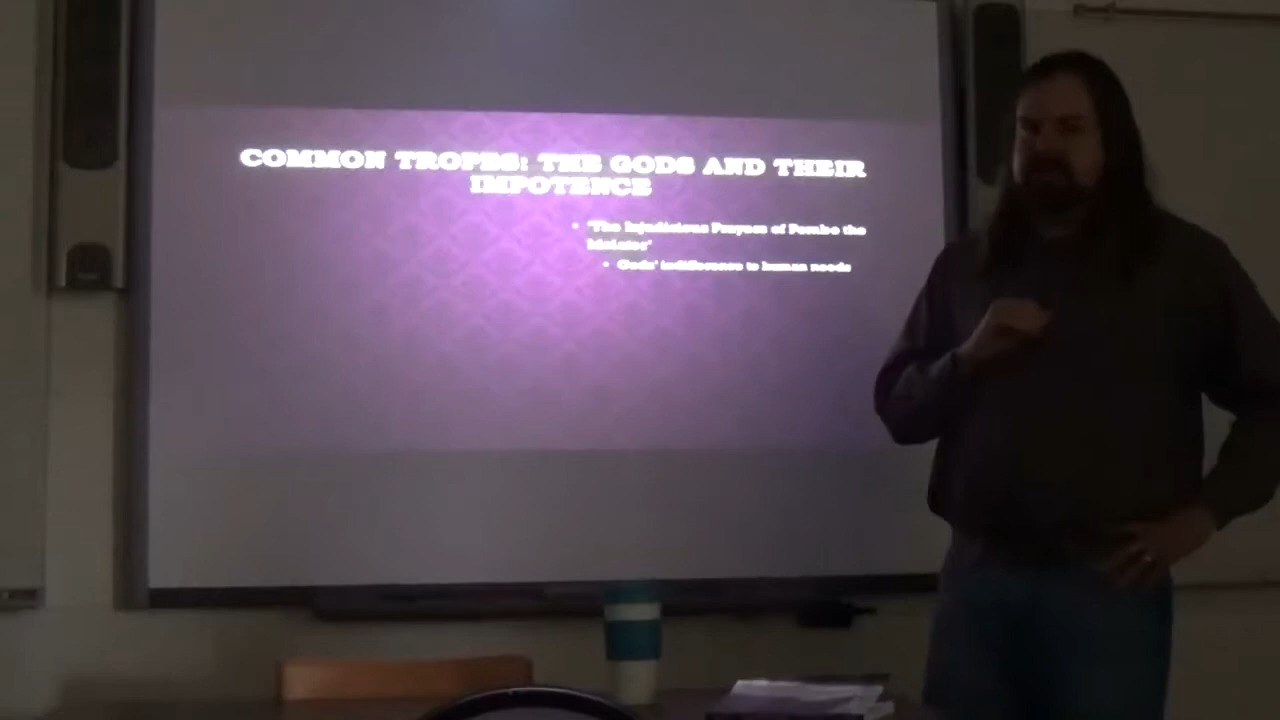 COMMON TROPES: THE GODS AND THEIR
IMPOTENCE
• 'The Injudicious Prayers of Pombo the
Idolater'
• Gods' indifference to human needs